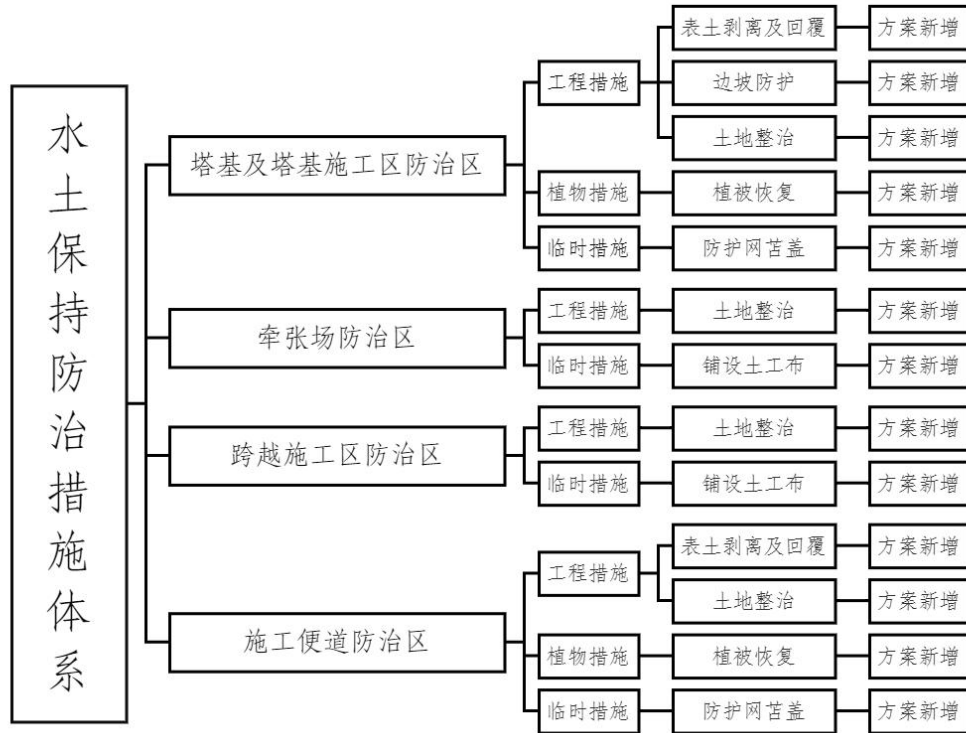 水土保持防治措施体系
塔基及塔基施工区防治区
工程措施
表土剥离及回覆
方案新增
边坡防护
方案新增
土地整治
方案新增
植物措施
植被恢复
方案新增
临时措施
防护网苫盖
方案新增
牵张场防治区
工程措施
土地整治
方案新增
临时措施
铺设土工布
方案新增
跨越施工区防治区
工程措施
土地整治
方案新增
临时措施
铺设土工布
方案新增
施工便道防治区
工程措施
表土剥离及回覆
方案新增
土地整治
方案新增
植物措施
植被恢复
方案新增
临时措施
防护网苫盖
方案新增